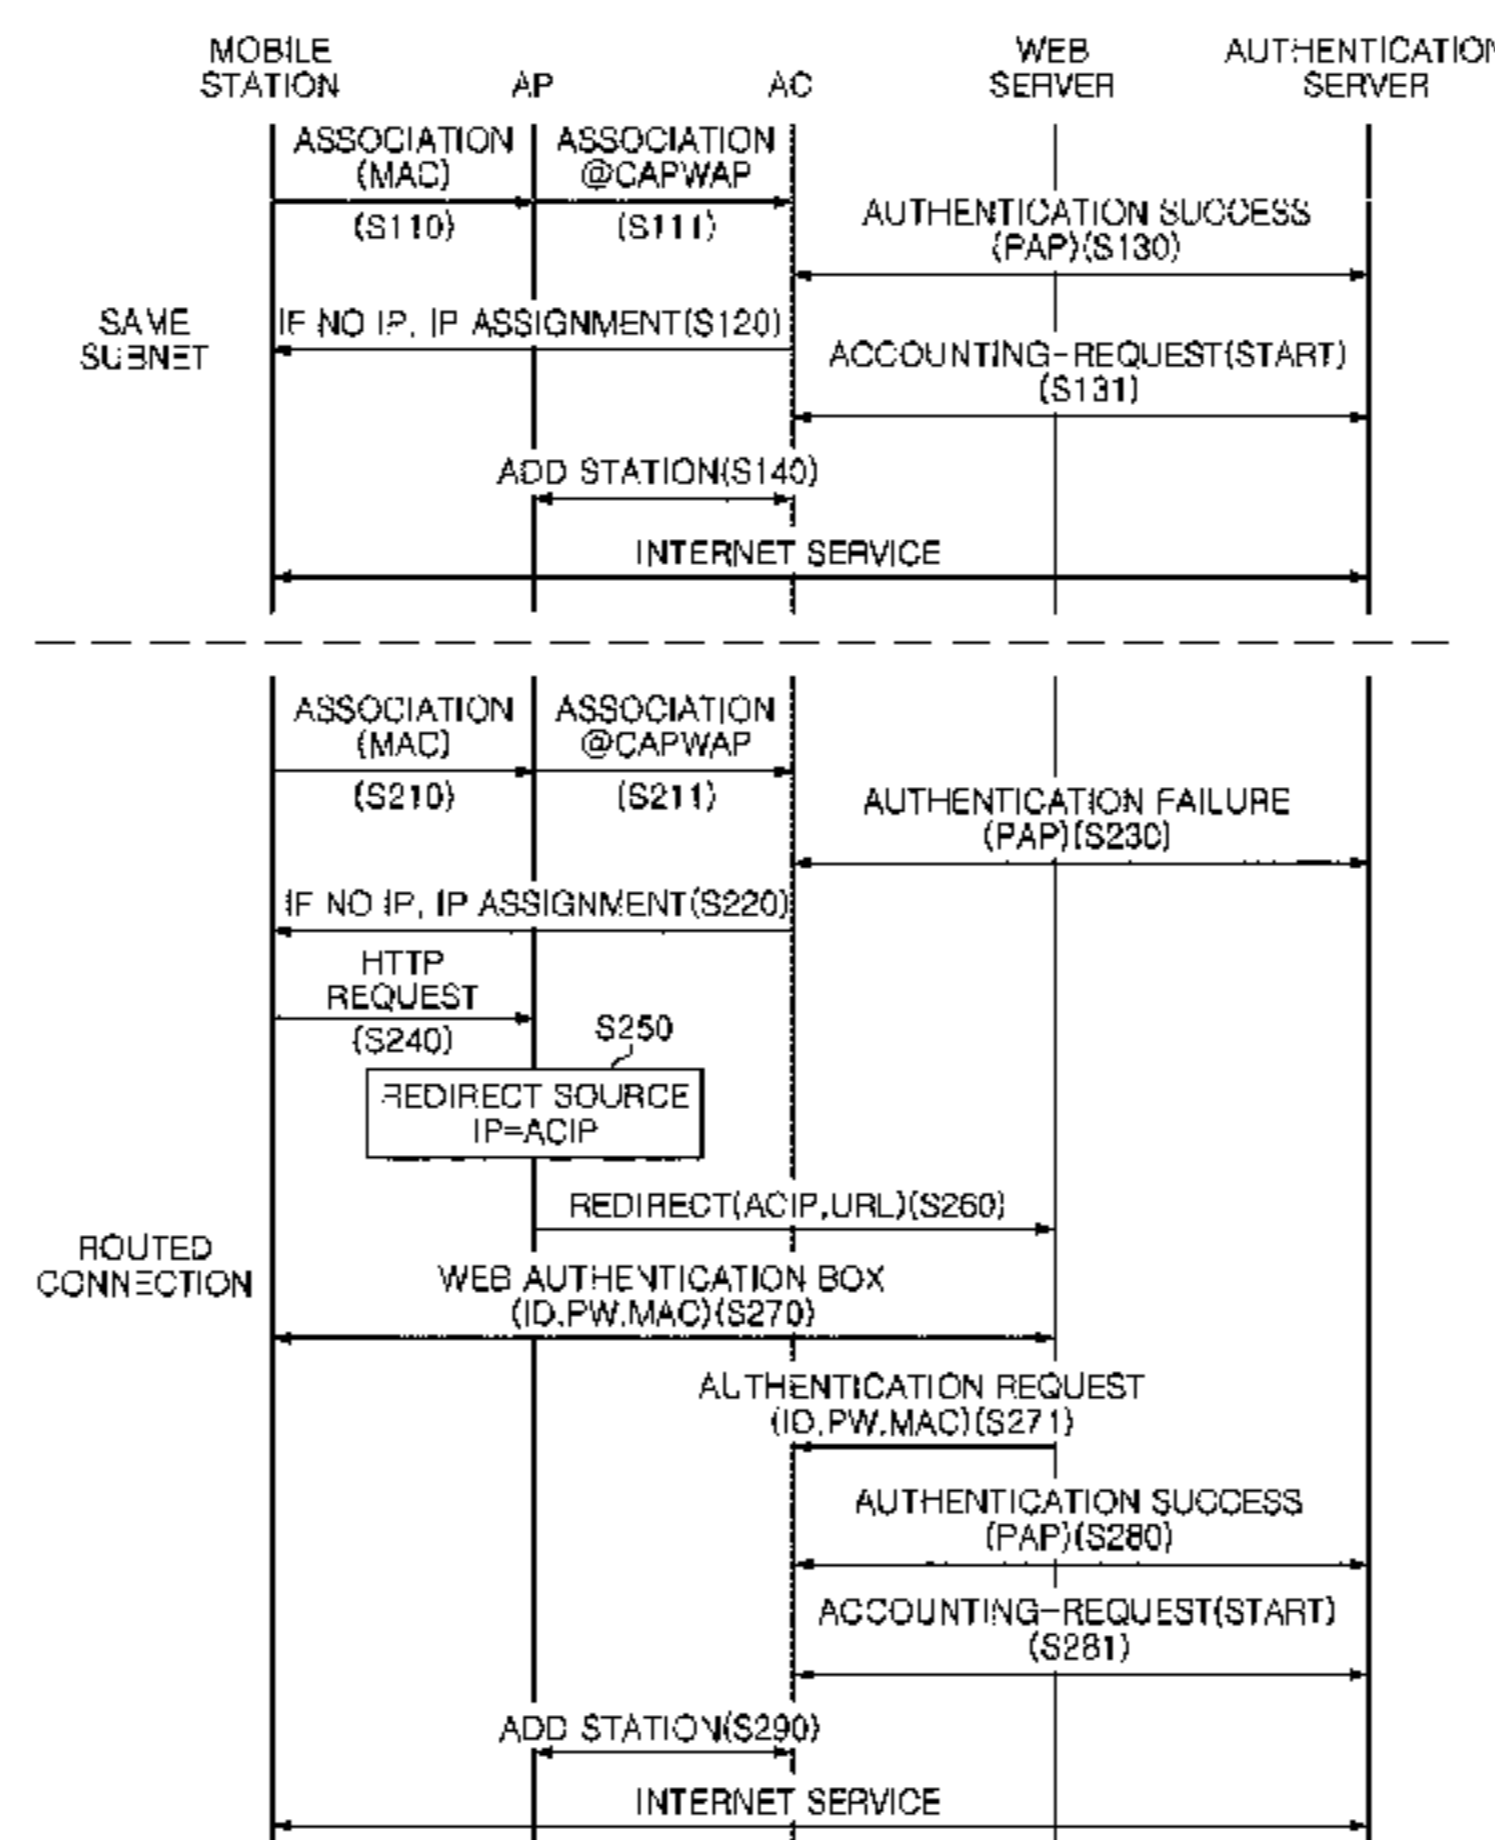 MOBILE
STATION
AP
AC
WEB
SERVER
AUTHENTICATION
SERVER
ASSOCIATION
(MAC)
(S110)
ASSOCIATION
@CAPWAP
(S111)
AUTHENTICATION SUCCESS
(PAP)(S130)
SAME
SUBNET
IF NO IP, IP ASSIGNMENT(S120)
ACCOUNTING-REQUEST(START)
(S131)
ADD STATION(S140)
INTERNET SERVICE
ASSOCIATION
(MAC)
(S210)
ASSOCIATION
@CAPWAP
(S211)
AUTHENTICATION FAILURE
(PAP)(S230)
IF NO IP, IP ASSIGNMENT(S220)
HTTP
REQUEST
(S240)
S250
REDIRECT SOURCE
IP=ACIP
REDIRECT(ACIP,URL)(S260)
ROUTED
CONNECTION
WEB AUTHENTICATION BOX
(ID,PW,MAC)(S270)
AUTHENTICATION REQUEST
(ID,PW,MAC)(S271)
AUTHENTICATION SUCCESS
(PAP)(S280)
ACCOUNTING-REQUEST(START)
(S281)
ADD STATION(S290)
INTERNET SERVICE